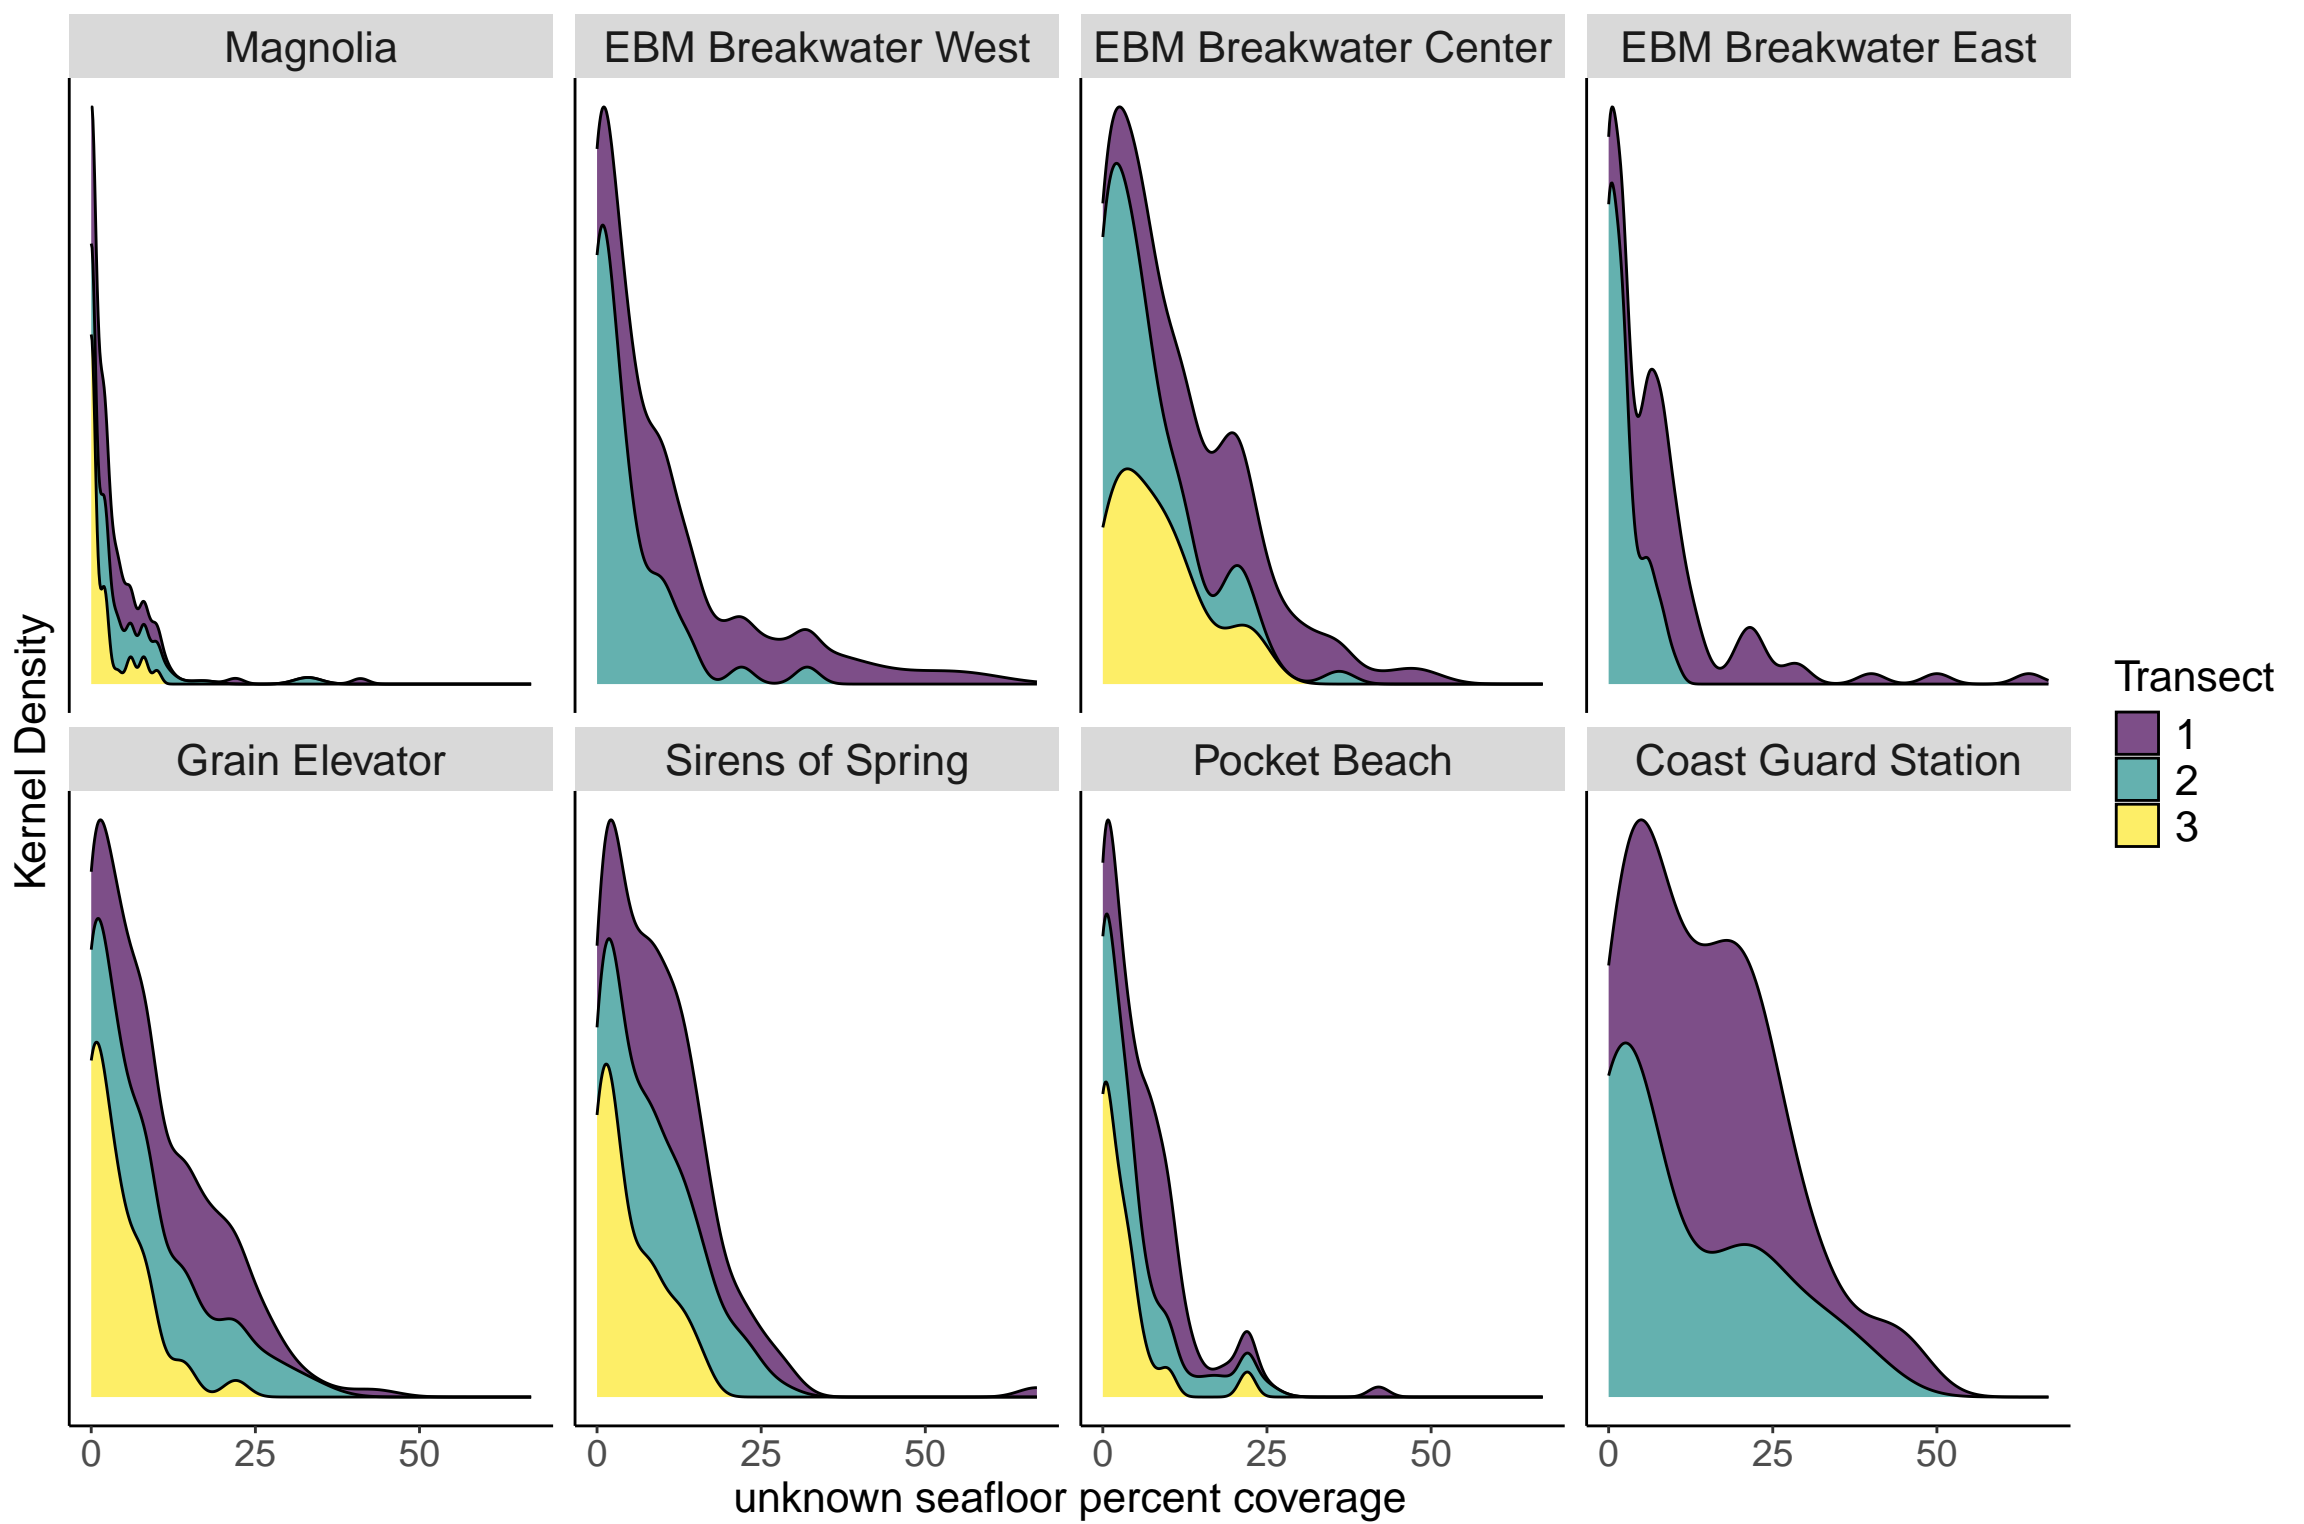 Magnolia
EBM Breakwater West
EBM Breakwater Center
EBM Breakwater East
Kernel Density
Grain Elevator
Sirens of Spring
Pocket Beach
Coast Guard Station
0 25 50
0 25 50
0 25 50
0 25 50
unknown seafloor percent coverage
Transect
1
2
3